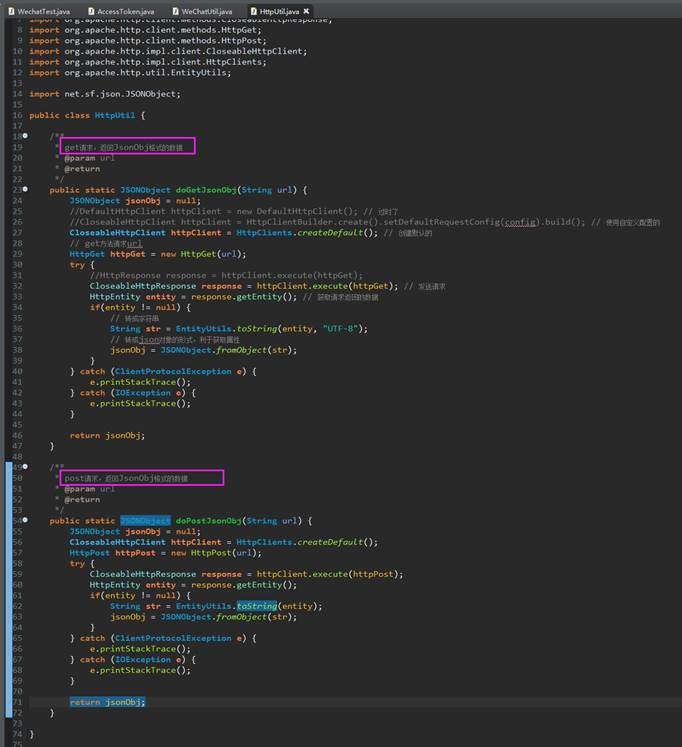 WechatTest.java AccessToken.java WeChatUtil.java HttpUtil.java
7 import org.apache.http.client.methods.CloseableHttpResponse;
8 import org.apache.http.client.methods.HttpGet;
9 import org.apache.http.client.methods.HttpPost;
10 import org.apache.http.impl.client.CloseableHttpClient;
11 import org.apache.http.impl.client.HttpClients;
12 import org.apache.http.util.EntityUtils;
13
14 import net.sf.json.JSONObject;
15
16 public class HttpUtil {
17
18 /**
19 * get请求，返回JsonObj格式的数据
20 * @param url
21 * @return
22 */
23 public static JSONObject doGetJsonObj(String url) {
24 JSONObject jsonObj = null;
25 //DefaultHttpClient httpClient = new DefaultHttpClient(); // 过时了
26 //CloseableHttpClient httpClient = HttpClientBuilder.create().setDefaultRequestConfig(config).build(); // 使用自定义配置的
27 CloseableHttpClient httpClient = HttpClients.createDefault(); // 创建默认的
28 // get方法请求url
29 HttpGet httpGet = new HttpGet(url);
30 try {
31 //HttpResponse response = httpClient.execute(httpGet);
32 CloseableHttpResponse response = httpClient.execute(httpGet); // 发送请求
33 HttpEntity entity = response.getEntity(); // 获取请求返回的数据
34 if(entity != null) {
35 // 转成字符串
36 String str = EntityUtils.toString(entity, "UTF-8");
37 // 转成json对象的形式，利于获取属性
38 jsonObj = JSONObject.fromObject(str);
39 }
40 } catch (ClientProtocolException e) {
41 e.printStackTrace();
42 } catch (IOException e) {
43 e.printStackTrace();
44 }
45
46 return jsonObj;
47 }
48
49 /**
50 * post请求，返回JsonObj格式的数据
51 * @param url
52 * @return
53 */
54 public static JSONObject doPostJsonObj(String url) {
55 JSONObject jsonObj = null;
56 CloseableHttpClient httpClient = HttpClients.createDefault();
57 HttpPost httpPost = new HttpPost(url);
58 try {
59 CloseableHttpResponse response = httpClient.execute(httpPost);
60 HttpEntity entity = response.getEntity();
61 if(entity != null) {
62 String str = EntityUtils.toString(entity);
63 jsonObj = JSONObject.fromObject(str);
64 }
65 } catch (ClientProtocolException e) {
66 e.printStackTrace();
67 } catch (IOException e) {
68 e.printStackTrace();
69 }
70
71 return jsonObj;
72 }
73
74 }
75